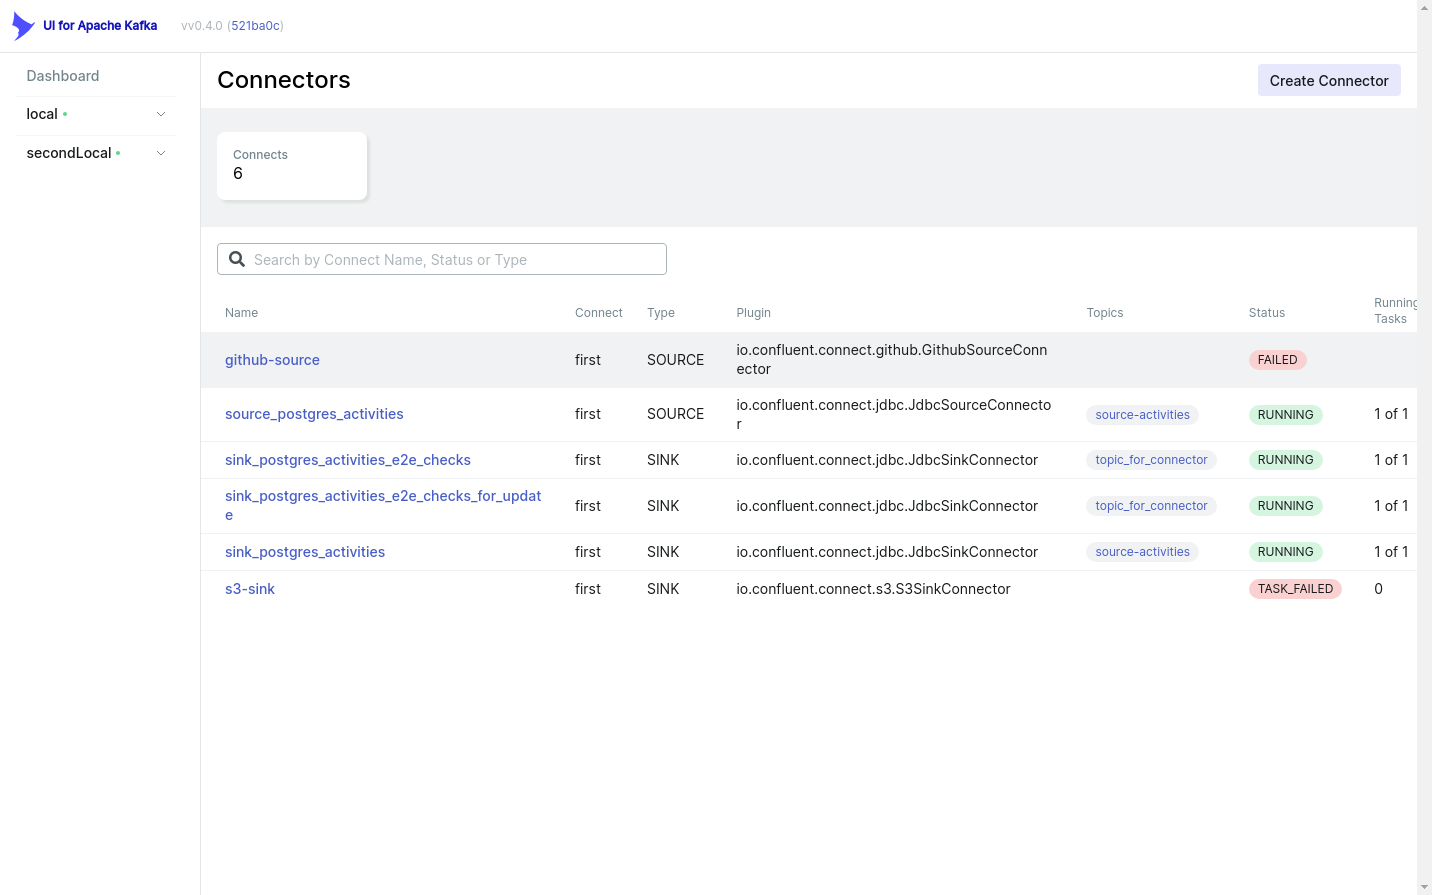 UI for Apache Kafka vv0.4.0 (521ba0c)
Dashboard
local
secondLocal
Connectors
Create Connector
Connects
6
Search by Connect Name, Status or Type
Name Connect Type Plugin Topics Status Running
Tasks
github-source first SOURCE io.confluent.connect.github.GithubSourceConn
ector FAILED
source_postgres_activities first SOURCE io.confluent.connect.jdbc.JdbcSourceConnecto
r source-activities RUNNING 1 of 1
sink_postgres_activities_e2e_checks first SINK io.confluent.connect.jdbc.JdbcSinkConnector topic_for_connector RUNNING 1 of 1
sink_postgres_activities_e2e_checks_for_updat
e first SINK io.confluent.connect.jdbc.JdbcSinkConnector topic_for_connector RUNNING 1 of 1
sink_postgres_activities first SINK io.confluent.connect.jdbc.JdbcSinkConnector source-activities RUNNING 1 of 1
s3-sink first SINK io.confluent.connect.s3.S3SinkConnector TASK_FAILED 0